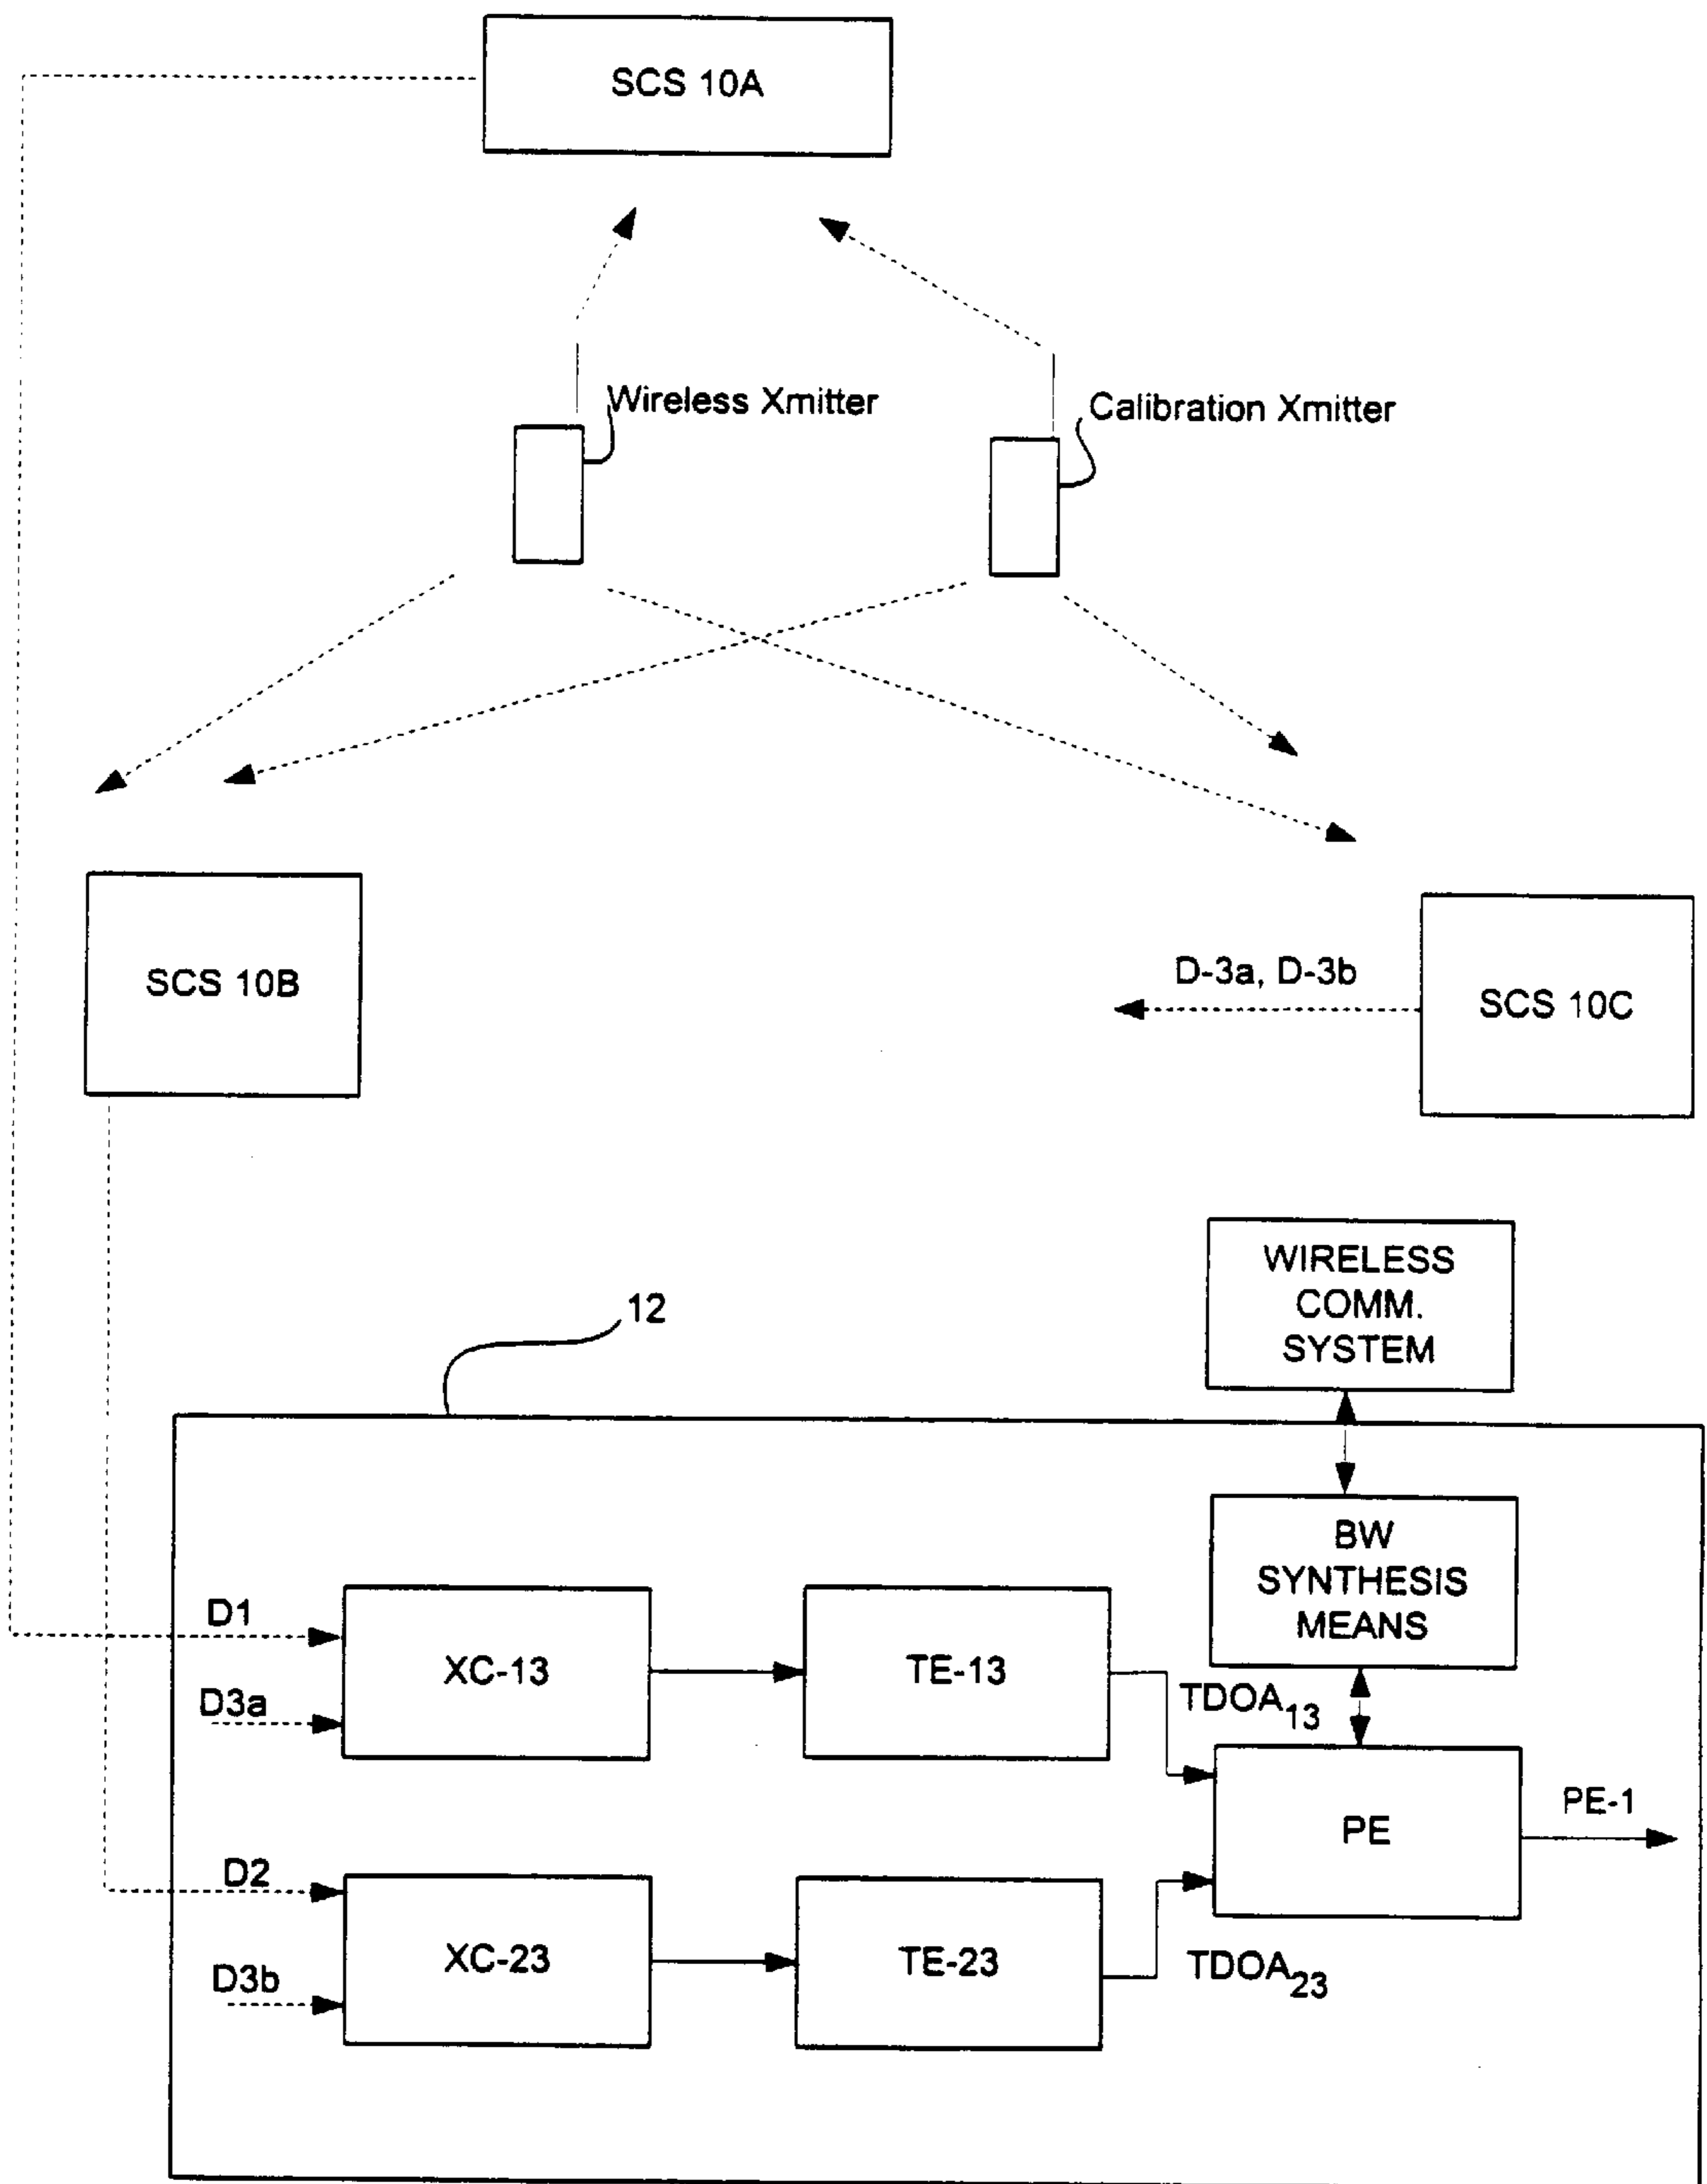 SCS 10A
Wireless Xmitter
Calibration Xmitter
SCS 10B
D-3a, D-3b
SCS 10C
WIRELESS
COMM.
SYSTEM
12
BW
SYNTHESIS
MEANS
D1
XC-13
TE-13
D3a
TDOA13
PE
PE-1
D2
XC-23
TE-23
D3b
TDOA23